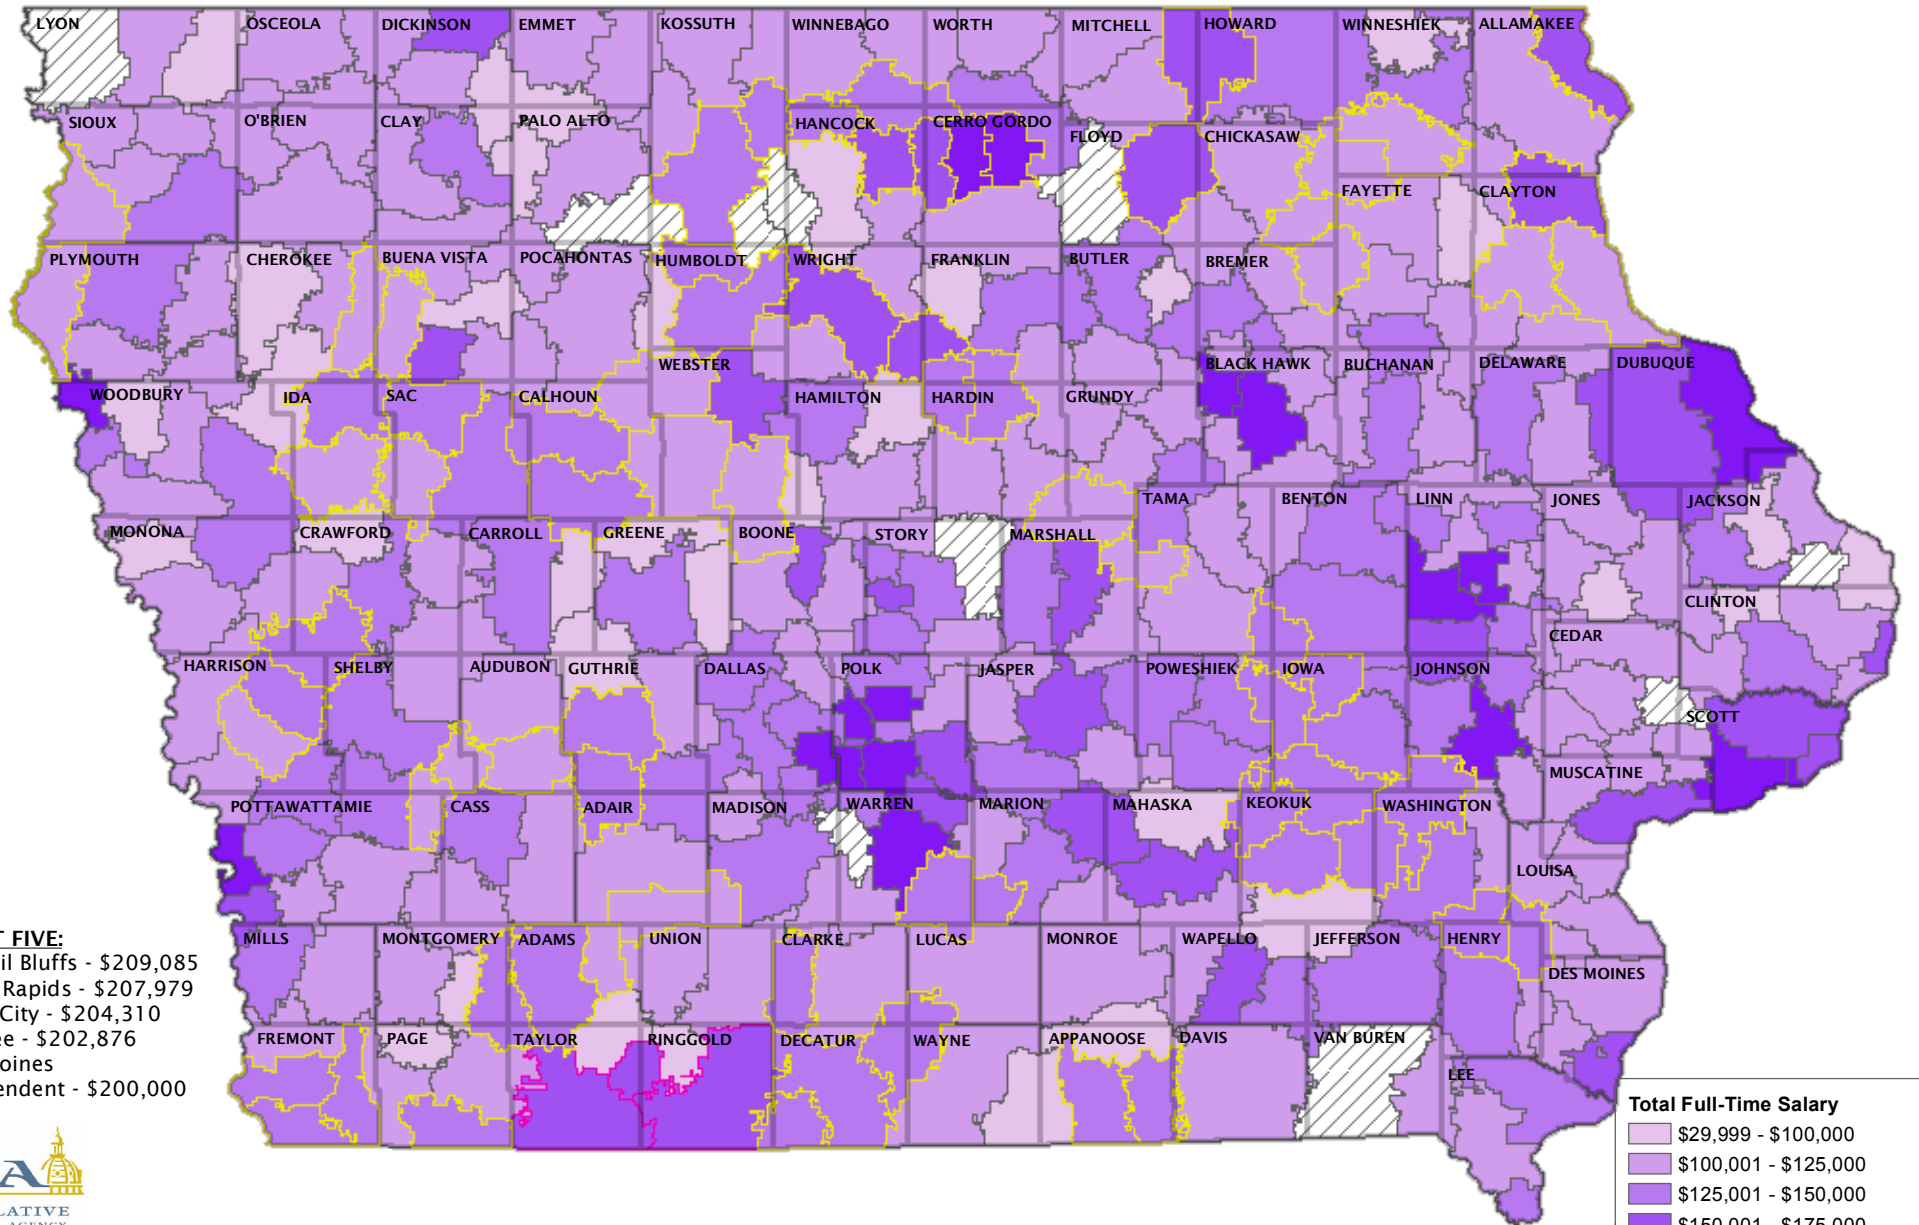 LYON
OSCEOLA
DICKINSON
EMMET
KOSSUTH
WINNEBAGO
WORTH
MITCHELL
HOWARD
WINNESHIEK
ALLAMAKEE
SIOUX
O'BRIEN
CLAY
PALO ALTO
HANCOCK
CERRO GORDO
FLOYD
CHICKASAW
FAYETTE
CLAYTON
PLYMOUTH
CHEROKEE
BUENA VISTA
POCAHONTAS
HUMBOLDT
WRIGHT
FRANKLIN
BUTLER
BREMER
WEBSTER
BLACK HAWK
BUCHANAN
DELAWARE
DUBUQUE
WOODBURY
IDA
SAC
CALHOUN
HAMILTON
HARDIN
GRUNDY
TAMA
BENTON
LINN
JONES
JACKSON
MONONA
CRAWFORD
CARROLL
GREENE
BOONE
STORY
MARSHALL
CLINTON
CEDAR
HARRISON
SHELBY
AUDUBON
GUTHRIE
DALLAS
POLK
JASPER
POWESHIEK
IOWA
JOHNSON
SCOTT
MUSCATINE
POTTAWATTAMIE
CASS
ADAIR
MADISON
WARREN
MARION
MAHASKA
KEOKUK
WASHINGTON
LOUISA
MILLS
MONTGOMERY
ADAMS
UNION
CLARKE
LUCAS
MONROE
WAPELLO
JEFFERSON
HENRY
DES MOINES
FREMONT
PAGE
TAYLOR
RINGGOLD
DECATUR
WAYNE
APPANOOSE
DAVIS
VAN BUREN
LEE
T FIVE:
il Bluffs - $209,085
Rapids - $207,979
City - $204,310
ee - $202,876
oines
endent - $200,000
A
LATIVE
AGENCY
Total Full-Time Salary
$29,999 - $100,000
$100,001 - $125,000
$125,001 - $150,000
$150,001 - $175,000